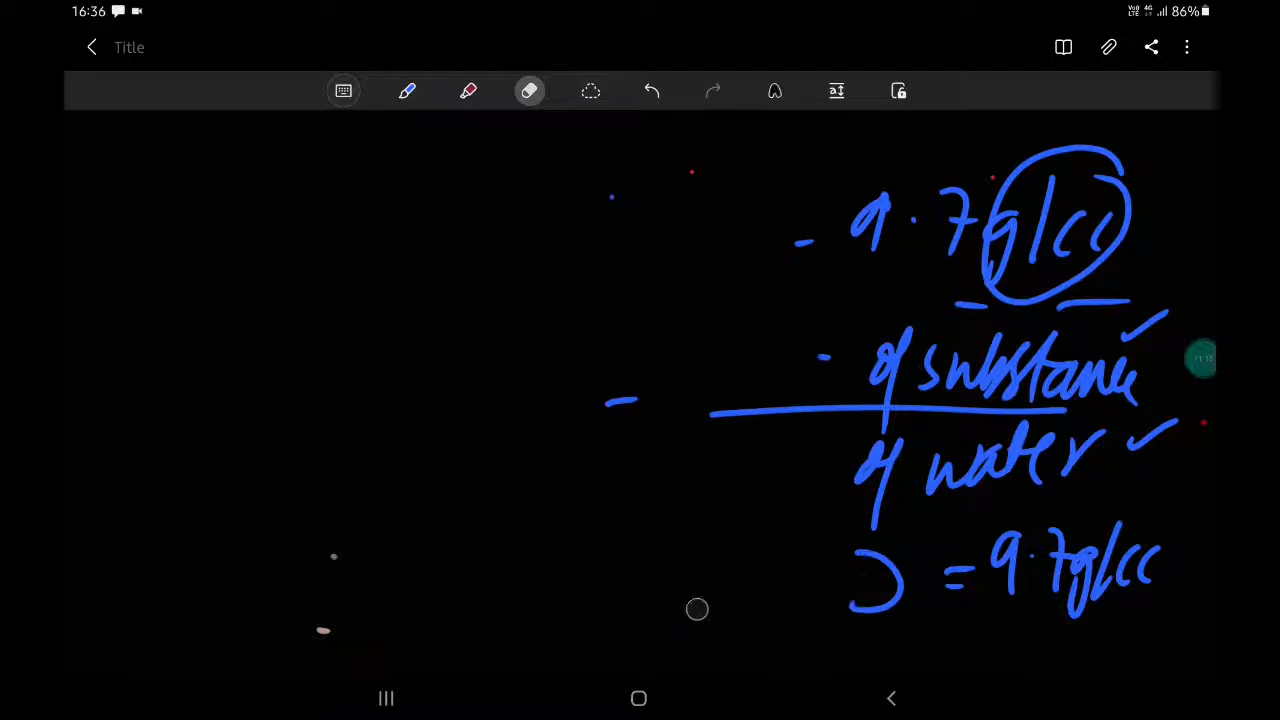 16:36
86%
Title
- 9.7g/cc
- of substance
of water
D = 9.7g/cc